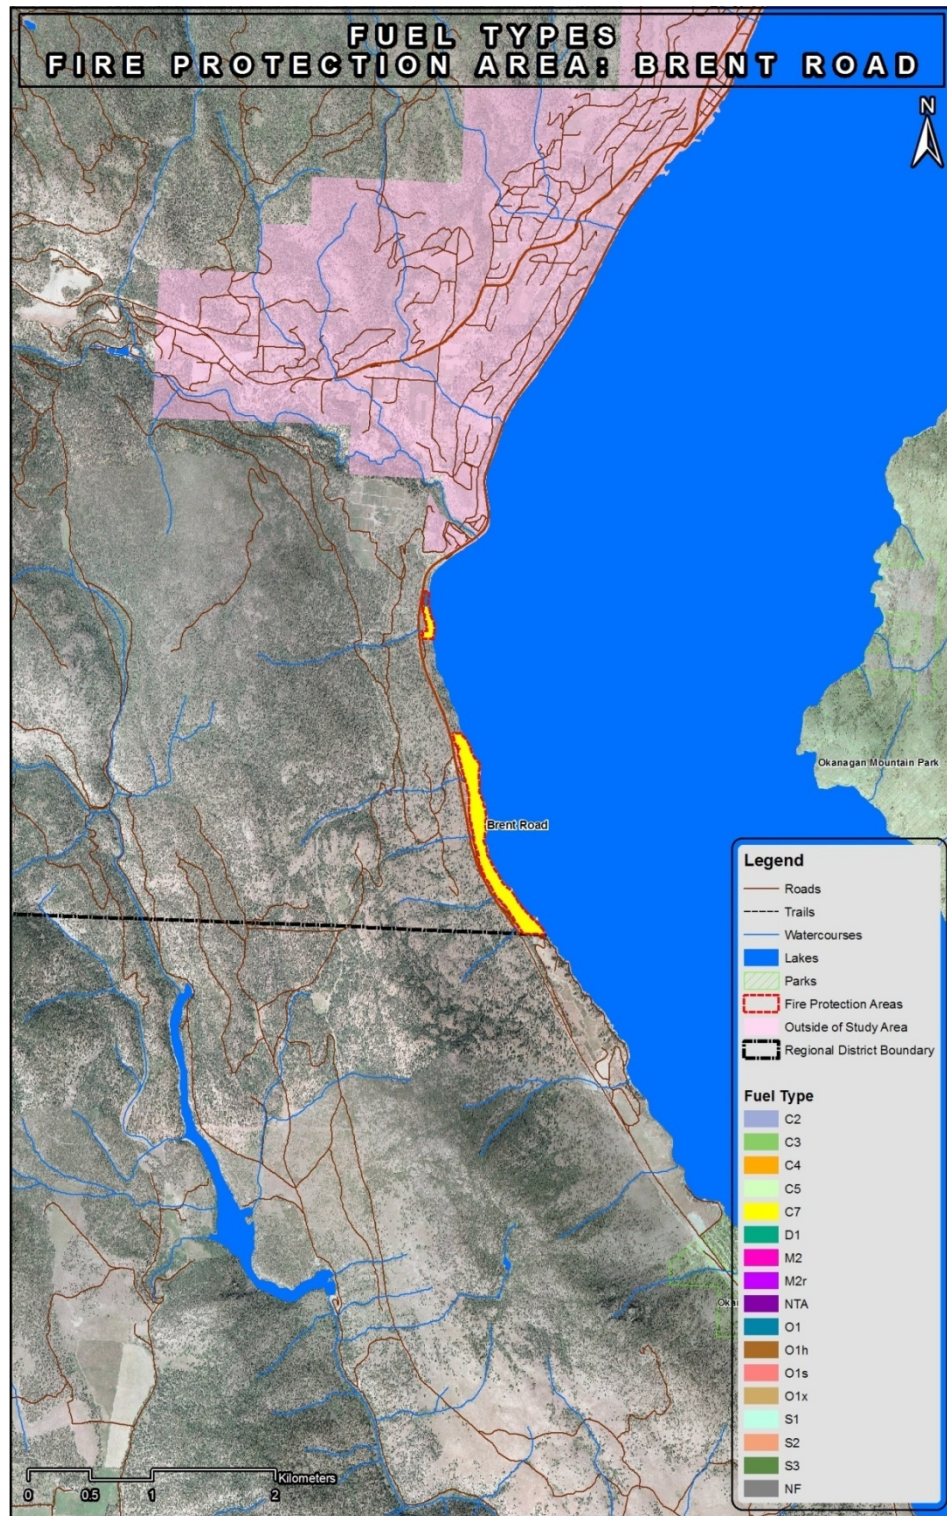 FUEL TYPES
FIRE PROTECTION AREA: BRENT ROAD
N
Okanagan Mountain Park
Brent Road
Legend
Roads
Trails
Watercourses
Lakes
Parks
Fire Protection Areas
Outside of Study Area
Regional District Boundary
Fuel Type
C2
C3
C4
C5
C7
D1
M2
M2r
NTA
O1
O1h
O1s
O1x
S1
S2
S3
NF
Oka
Kilometers
0 0.5 1 2